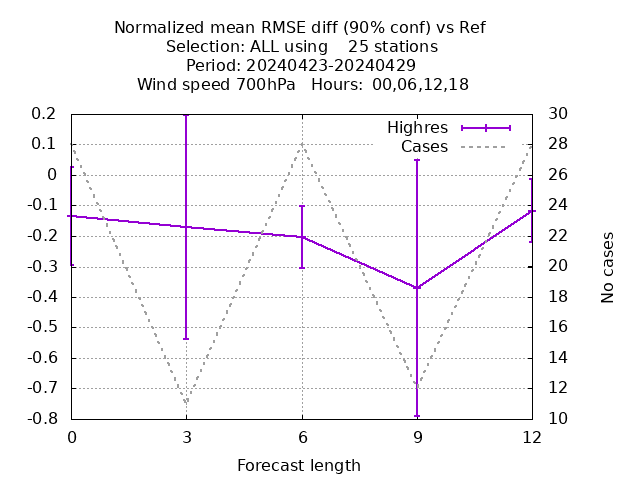 Normalized mean RMSE diff (90% conf) vs Ref
Selection: ALL using    25 stations
Period: 20240423-20240429
Wind speed 700hPa   Hours:  00,06,12,18
Highres
Cases
0.2
0.1
0
-0.1
-0.2
-0.3
-0.4
-0.5
-0.6
-0.7
-0.8
30
28
26
24
22
20
18
16
14
12
10
No cases
0 3 6 9 12
Forecast length